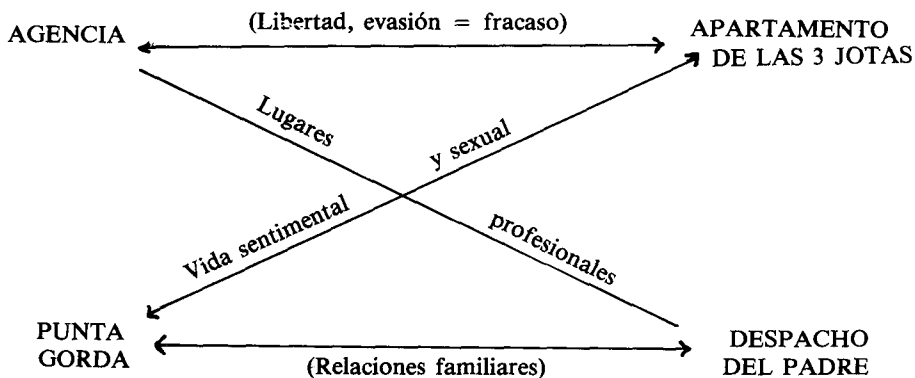 (Libertad, evasión = fracaso)
AGENCIA
APARTAMENTO
DE LAS 3 JOTAS
Lugares
y sexual
Vida sentimental
profesionales
PUNTA
GORDA
DESPACHO
DEL PADRE
(Relaciones familiares)